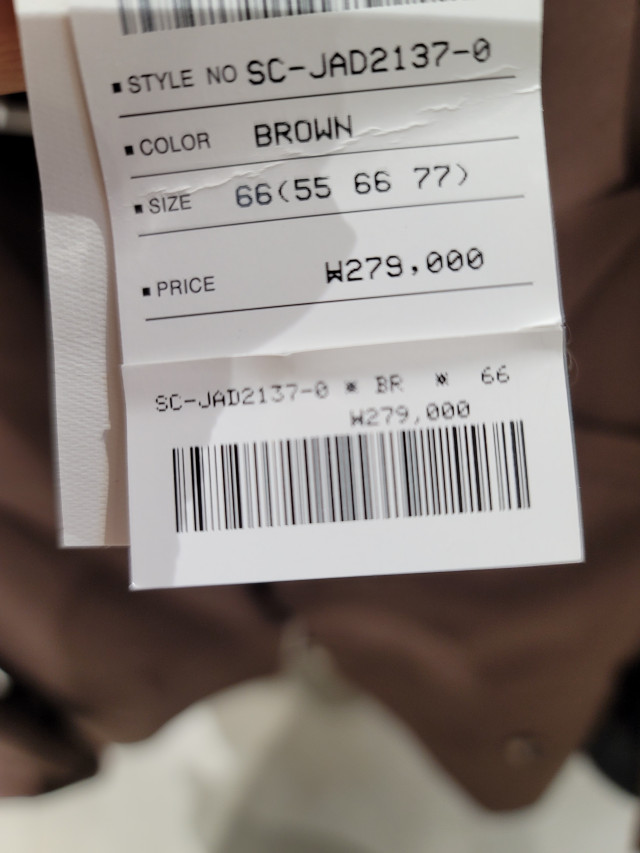 ■ STYLE NO SC-JAD2137-0
■ COLOR BROWN
■ SIZE 66(55 66 77)
■ PRICE ₩279,000
SC-JAD2137-0 ※ BR ※ 66
₩279,000